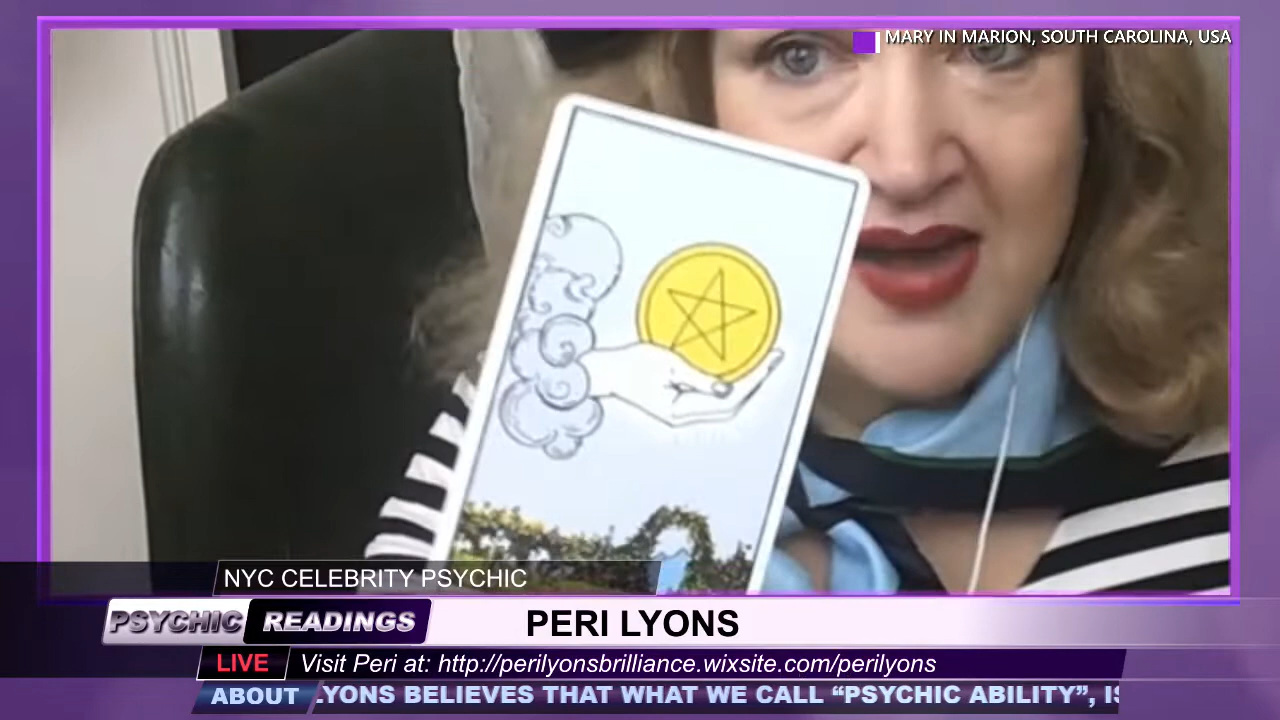 MARY IN MARION, SOUTH CAROLINA, USA
NYC CELEBRITY PSYCHIC
PSYCHIC READINGS
PERI LYONS
LIVE Visit Peri at: http://perilyonsbrilliance.wixsite.com/perilyons
ABOUT LYONS BELIEVES THAT WHAT WE CALL “PSYCHIC ABILITY”, IS